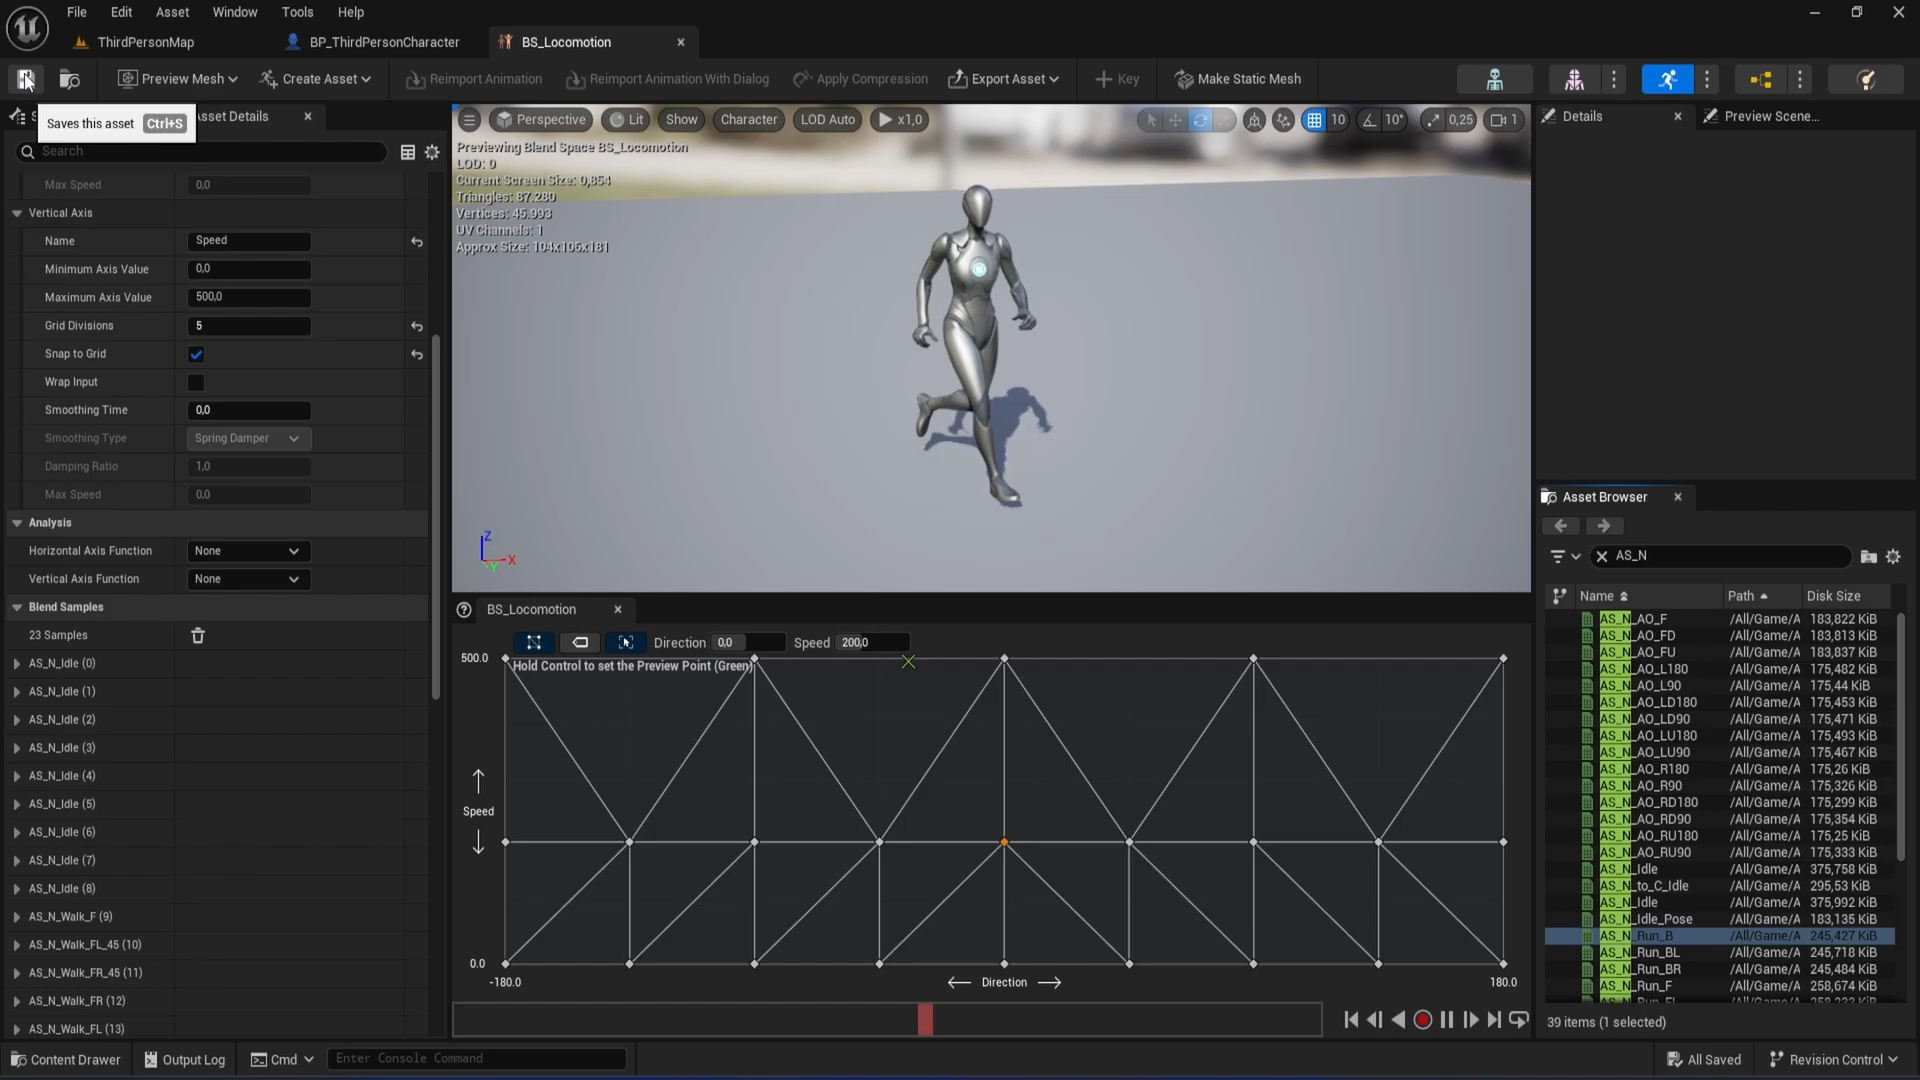 File Edit Asset Window Tools Help
ThirdPersonMap BP_ThirdPersonCharacter BS_Locomotion
Preview Mesh Create Asset Reimport Animation Reimport Animation With Dialog Apply Compression Export Asset Key Make Static Mesh
Saves this asset Ctrl+S
Asset Details
Search
Max Speed 0,0
Vertical Axis
Name Speed
Minimum Axis Value 0,0
Maximum Axis Value 500,0
Grid Divisions 5
Snap to Grid
Wrap Input
Smoothing Time 0,0
Smoothing Type Spring Damper
Damping Ratio 1,0
Max Speed 0,0
Analysis
Horizontal Axis Function None
Vertical Axis Function None
Blend Samples
23 Samples
AS_N_Idle (0)
AS_N_Idle (1)
AS_N_Idle (2)
AS_N_Idle (3)
AS_N_Idle (4)
AS_N_Idle (5)
AS_N_Idle (6)
AS_N_Idle (7)
AS_N_Idle (8)
AS_N_Walk_F (9)
AS_N_Walk_FL_45 (10)
AS_N_Walk_FR_45 (11)
AS_N_Walk_FR (12)
AS_N_Walk_FL (13)
Perspective Lit Show Character LOD Auto x1,0 10 10° 0,25 1
Previewing Blend Space BS_Locomotion
LOD: 0
Current Screen Size: 0,854
Triangles: 87.280
Vertices: 45.993
UV Channels: 1
Approx Size: 104x106x181
Z
X
Y
BS_Locomotion
Direction 0,0 Speed 200,0
500.0
Hold Control to set the Preview Point (Green)
Speed
0.0
-180.0 Direction 180.0
Details Preview Scene...
Asset Browser
AS_N
Name Path Disk Size
AS_N_AO_F /All/Game/A 183,822 KiB
AS_N_AO_FD /All/Game/A 183,813 KiB
AS_N_AO_FU /All/Game/A 183,837 KiB
AS_N_AO_L180 /All/Game/A 175,482 KiB
AS_N_AO_L90 /All/Game/A 175,44 KiB
AS_N_AO_LD180 /All/Game/A 175,453 KiB
AS_N_AO_LD90 /All/Game/A 175,471 KiB
AS_N_AO_LU180 /All/Game/A 175,493 KiB
AS_N_AO_LU90 /All/Game/A 175,467 KiB
AS_N_AO_R180 /All/Game/A 175,26 KiB
AS_N_AO_R90 /All/Game/A 175,326 KiB
AS_N_AO_RD180 /All/Game/A 175,299 KiB
AS_N_AO_RD90 /All/Game/A 175,354 KiB
AS_N_AO_RU180 /All/Game/A 175,25 KiB
AS_N_AO_RU90 /All/Game/A 175,333 KiB
AS_N_Idle /All/Game/A 375,758 KiB
AS_N_to_C_Idle /All/Game/A 295,53 KiB
AS_N_Idle /All/Game/A 375,992 KiB
AS_N_Idle_Pose /All/Game/A 183,135 KiB
AS_N_Run_B /All/Game/A 245,427 KiB
AS_N_Run_BL /All/Game/A 245,718 KiB
AS_N_Run_BR /All/Game/A 245,484 KiB
AS_N_Run_F /All/Game/A 258,674 KiB
39 items (1 selected)
Content Drawer Output Log Cmd Enter Console Command All Saved Revision Control